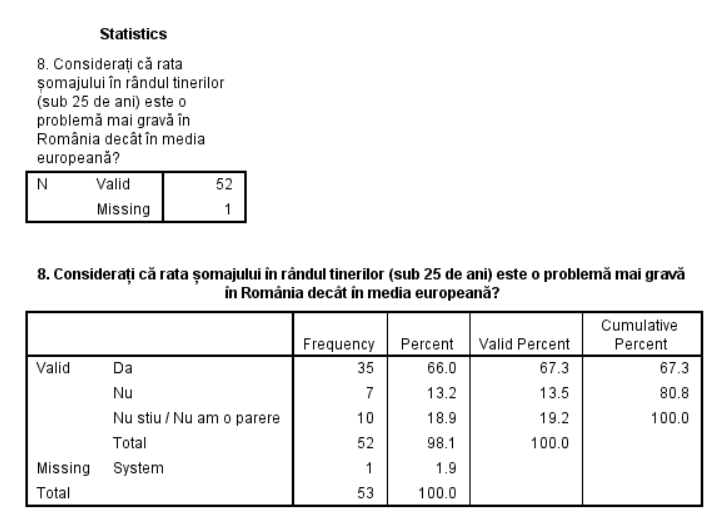 Statistics
8. Considerați că rata
șomajului în rândul tinerilor
(sub 25 de ani) este o
problemă mai gravă în
România decât în media
europeană?
N Valid 52
Missing 1
8. Considerați că rata șomajului în rândul tinerilor (sub 25 de ani) este o problemă mai gravă
în România decât în media europeană?
Frequency Percent Valid Percent Cumulative
Percent
Valid Da 35 66.0 67.3 67.3
Nu 7 13.2 13.5 80.8
Nu stiu / Nu am o parere 10 18.9 19.2 100.0
Total 52 98.1 100.0
Missing System 1 1.9
Total 53 100.0